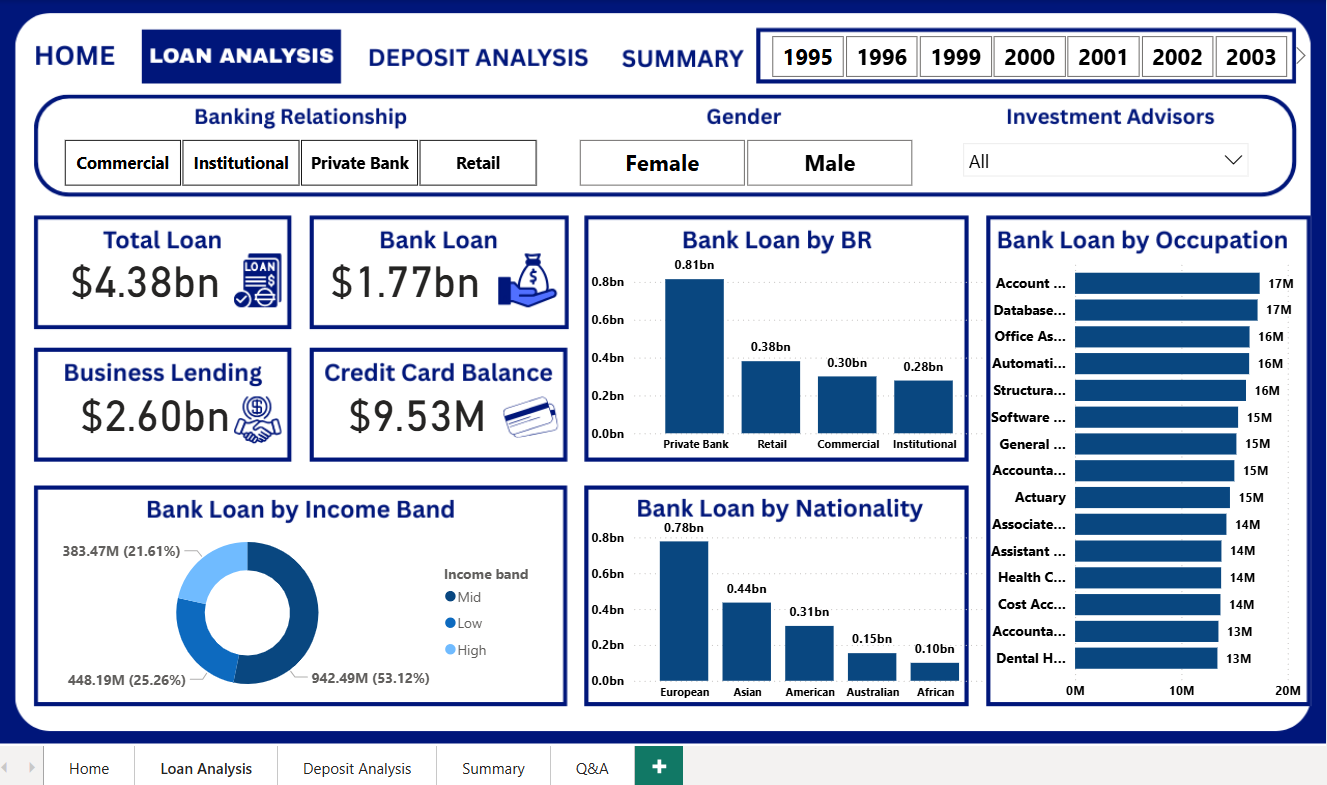 HOME
LOAN ANALYSIS
DEPOSIT ANALYSIS
SUMMARY
1995 1996 1999 2000 2001 2002 2003
Banking Relationship
Commercial Institutional Private Bank Retail
Gender
Female Male
Investment Advisors
All
Total Loan
$4.38bn
LOAN
$
Bank Loan
$1.77bn
$
Business Lending
$2.60bn
$
Credit Card Balance
$9.53M
Bank Loan by BR
0.8bn
0.6bn
0.4bn
0.2bn
0.0bn
0.81bn
0.38bn
0.30bn
0.28bn
Private Bank Retail Commercial Institutional
Bank Loan by Occupation
Account ... 17M
Database... 17M
Office As... 16M
Automati... 16M
Structura... 16M
Software ... 15M
General ... 15M
Accounta... 15M
Actuary 15M
Associate... 14M
Assistant ... 14M
Health C... 14M
Cost Acc... 14M
Accounta... 13M
Dental H... 13M
0M 10M 20M
Bank Loan by Income Band
383.47M (21.61%)
448.19M (25.26%)
942.49M (53.12%)
Income band
Mid
Low
High
Bank Loan by Nationality
0.8bn
0.6bn
0.4bn
0.2bn
0.0bn
0.78bn
0.44bn
0.31bn
0.15bn
0.10bn
European Asian American Australian African
Home
Loan Analysis
Deposit Analysis
Summary
Q&A
+